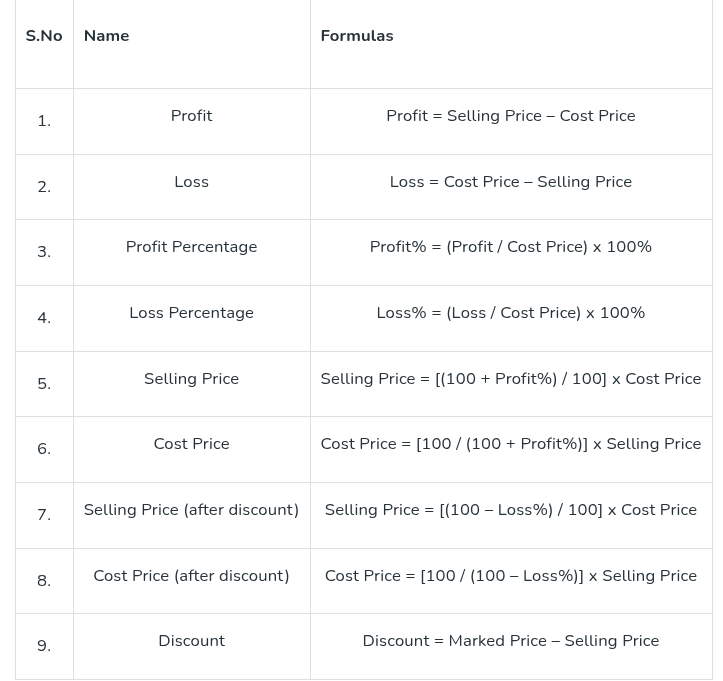 S.No Name Formulas
1. Profit Profit = Selling Price – Cost Price
2. Loss Loss = Cost Price – Selling Price
3. Profit Percentage Profit% = (Profit / Cost Price) x 100%
4. Loss Percentage Loss% = (Loss / Cost Price) x 100%
5. Selling Price Selling Price = [(100 + Profit%) / 100] x Cost Price
6. Cost Price Cost Price = [100 / (100 + Profit%)] x Selling Price
7. Selling Price (after discount) Selling Price = [(100 – Loss%) / 100] x Cost Price
8. Cost Price (after discount) Cost Price = [100 / (100 – Loss%)] x Selling Price
9. Discount Discount = Marked Price – Selling Price